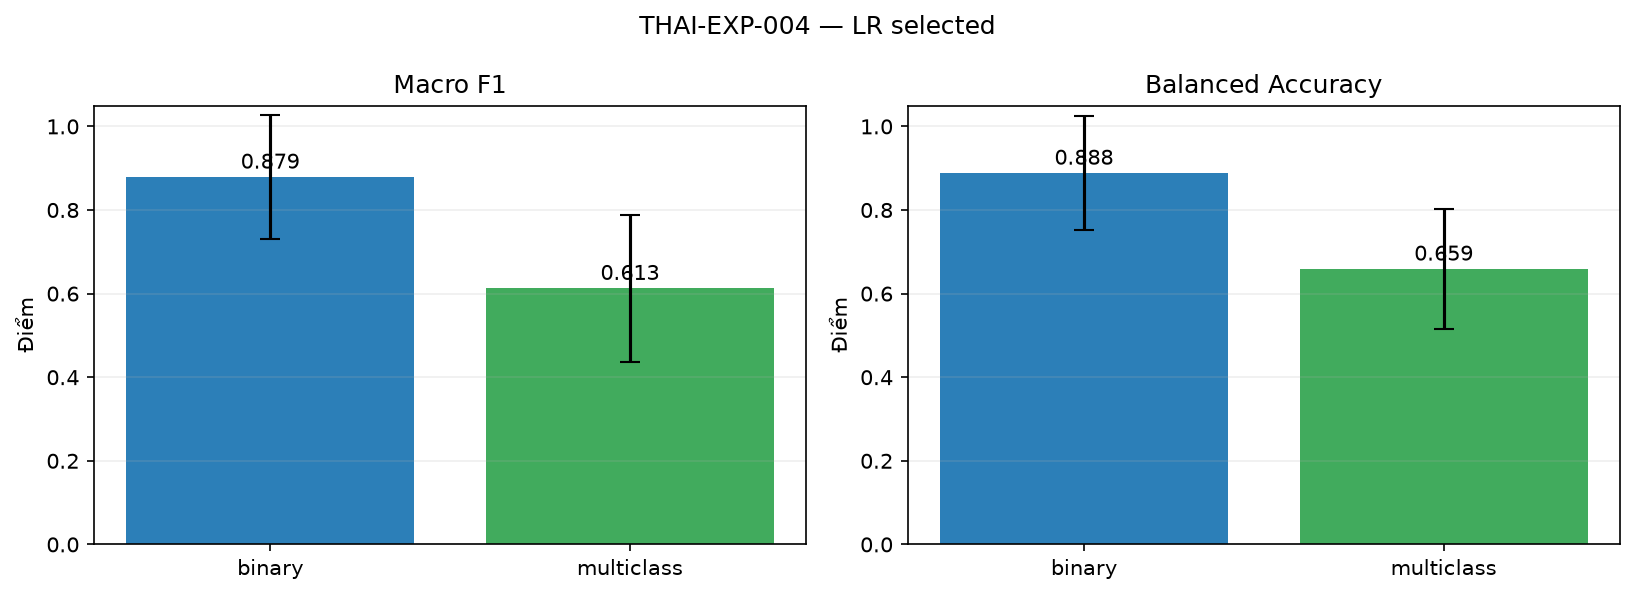 THAI-EXP-004 — LR selected
Macro F1
Điểm
1.0
0.8
0.6
0.4
0.2
0.0
0.879
0.613
binary
multiclass
Balanced Accuracy
Điểm
1.0
0.8
0.6
0.4
0.2
0.0
0.888
0.659
binary
multiclass